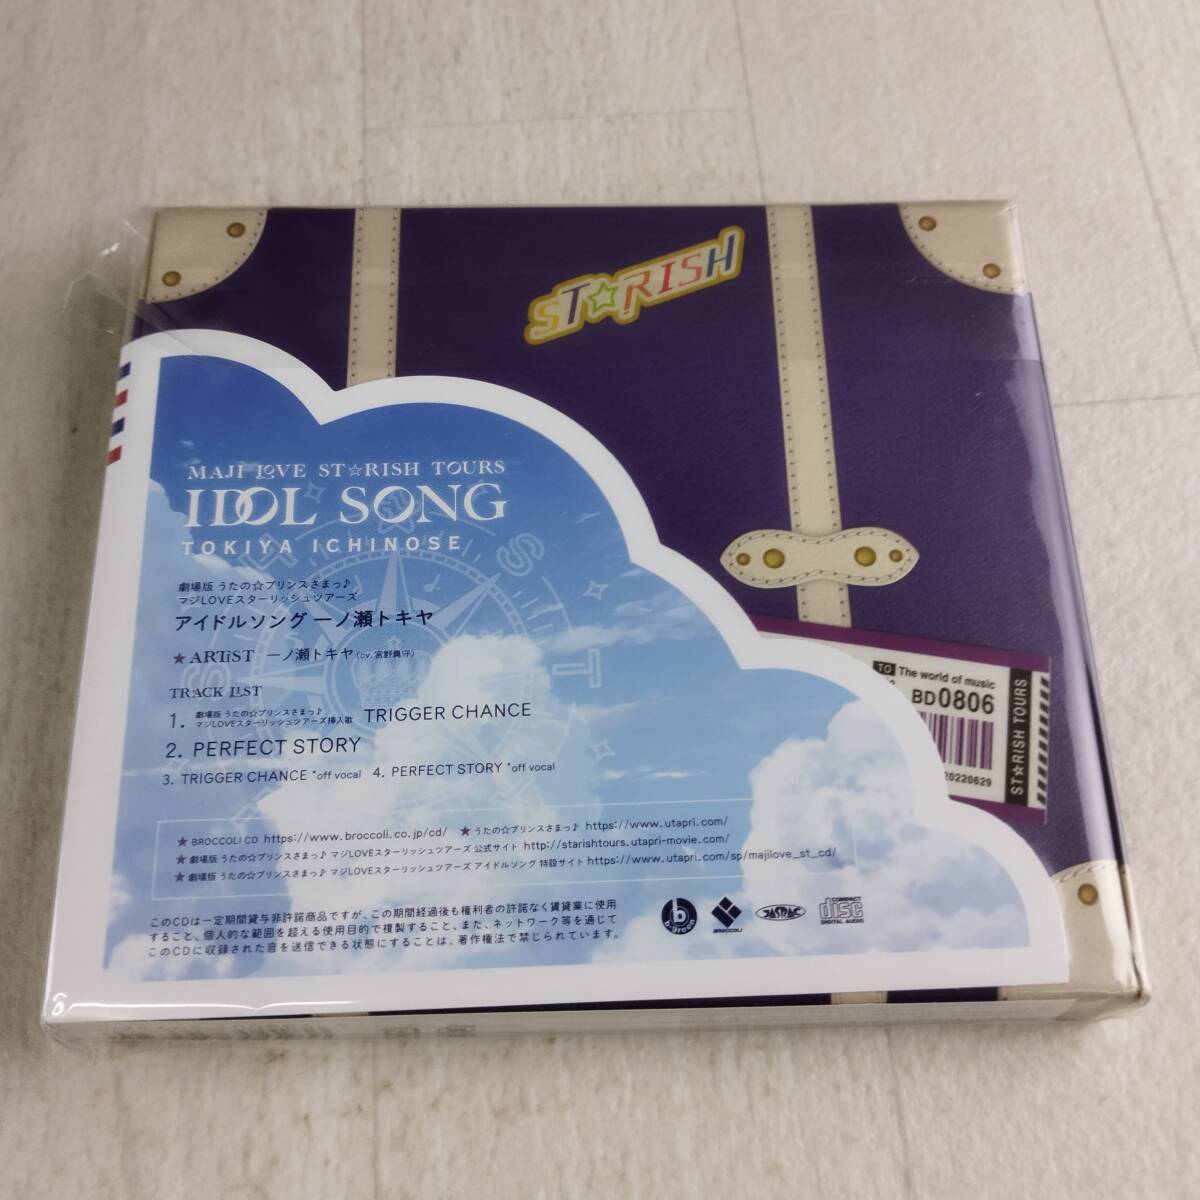 ST☆RISH
MAJI LOVE ST☆RISH TOURS
IDOL SONG
TOKIYA ICHINOSE
劇場版 うたの☆プリンスさまっ♪
マジLOVEスターリッシュツアーズ
アイドルソング 一ノ瀬トキヤ
★ ARTiST 一ノ瀬トキヤ(cv.宮野真守)
TRACK LIST
1. 劇場版 うたの☆プリンスさまっ♪
マジLOVEスターリッシュツアーズ挿入歌 TRIGGER CHANCE
2. PERFECT STORY
3. TRIGGER CHANCE *off vocal 4. PERFECT STORY *off vocal
★ BROCCOLI CD https://www.broccoli.co.jp/cd/ ★ うたの☆プリンスさまっ♪ https://www.utapri.com/
★ 劇場版 うたの☆プリンスさまっ♪ マジLOVEスターリッシュツアーズ 公式サイト http://starishtours.utapri-movie.com/
★ 劇場版 うたの☆プリンスさまっ♪ マジLOVEスターリッシュツアーズ アイドルソング 特設サイト https://www.utapri.com/sp/majilove_st_cd/
このCDは一定期間貸与非許諾商品ですが、この期間経過後も権利者の許諾なく賃貸業に使用
すること、個人的な範囲を超える使用目的で複製すること、また、ネットワーク等を通じて
このCDに収録された音を送信できる状態にすることは、著作権法で禁じられています。
b-green
BROCCOLI
JASRAC
COMPACT
disc
DIGITAL AUDIO
TO The world of music
BD0806
20220629
ST☆RISH TOURS